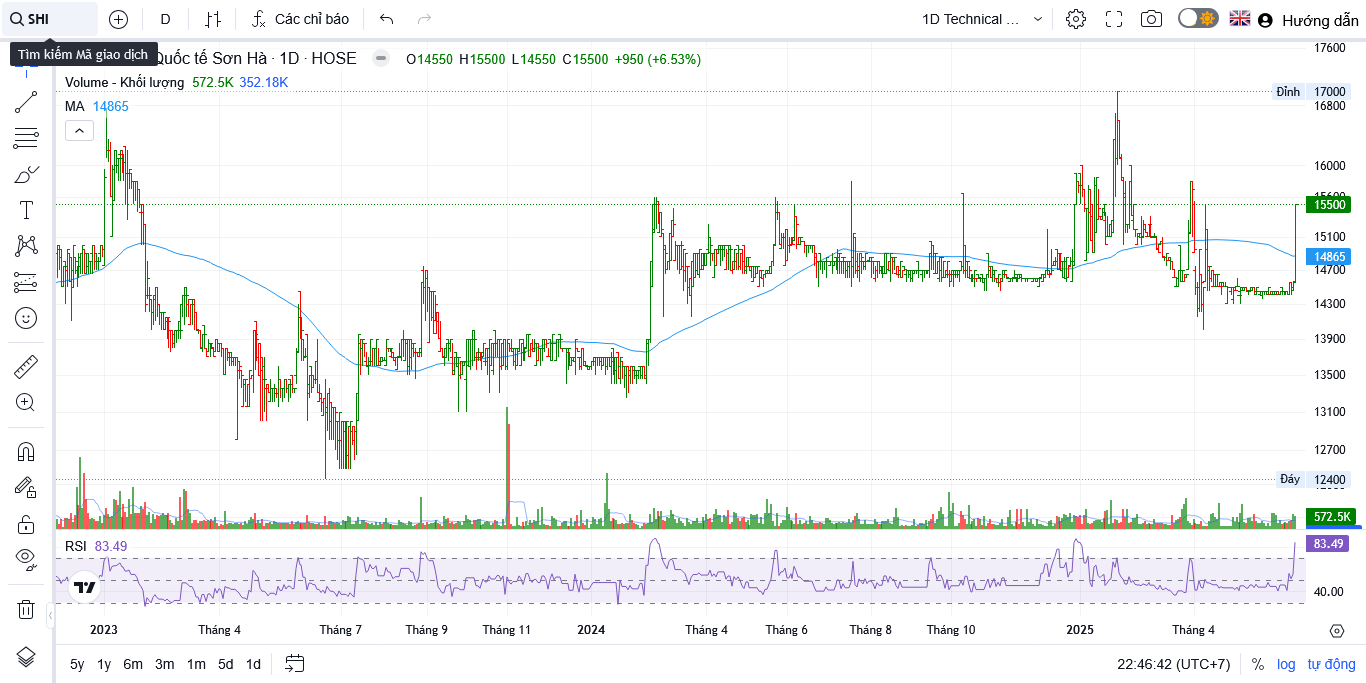 SHI
D
Các chỉ báo
1D Technical ...
Hướng dẫn
Tìm kiếm Mã giao dịch
Quốc tế Sơn Hà · 1D · HOSE
O14550 H15500 L14550 C15500 +950 (+6.53%)
Volume - Khối lượng 572.5K 352.18K
MA 14865
17600
Đỉnh 17000
16800
16000
15600
15500
15100
14865
14700
14300
13900
13500
13100
12700
Đáy 12400
572.5K
RSI 83.49
83.49
40.00
2023 Tháng 4 Tháng 7 Tháng 9 Tháng 11 2024 Tháng 4 Tháng 6 Tháng 8 Tháng 10 2025 Tháng 4
5y 1y 6m 3m 1m 5d 1d
22:46:42 (UTC+7) % log tự động